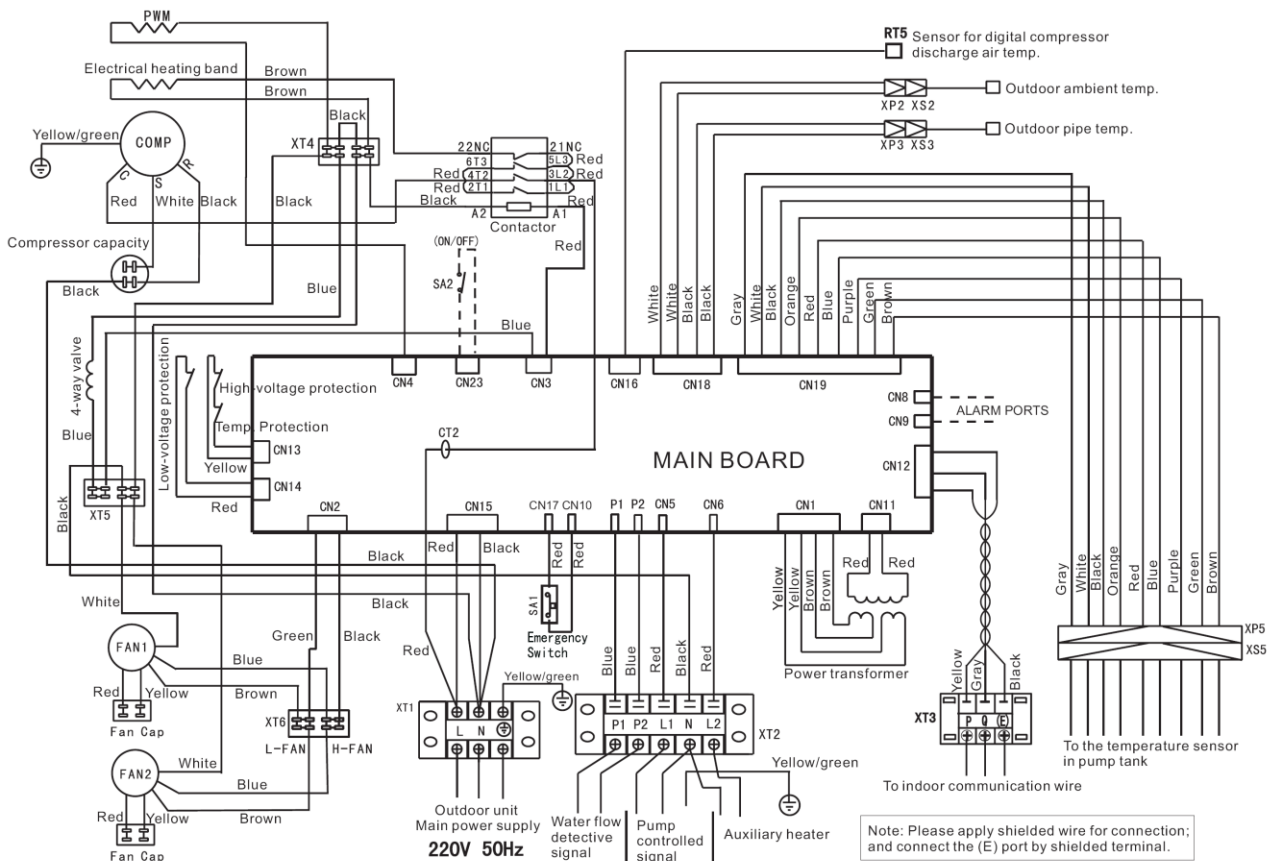 PWM
RT5 Sensor for digital compressor
discharge air temp.
Electrical heating band
Brown
Brown
Outdoor ambient temp.
XP2 XS2
Black
Yellow/green
COMP
XT4
Outdoor pipe temp.
XP3 XS3
22NC
21NC
6T3
5L3
Red
Red
4T2
3L2
Red
Red
2T1
1L1
C
S
R
Black
Red
A2
A1
Contactor
Red
White
Black
Black
Red
Compressor capacity
(ON/OFF)
SA2
Black
Blue
Blue
White
White
Black
Black
Gray
White
Black
Orange
Red
Blue
Purple
Green
Brown
4-way valve
Low-voltage protection
High-voltage protection
Temp. Protection
CN4
CN23
CN3
CN16
CN18
CN19
CN8
CN9
ALARM PORTS
Blue
CT2
CN13
Yellow
CN14
Red
MAIN BOARD
CN12
XT5
Black
CN2
CN15
CN17
CN10
P1
P2
CN5
CN6
CN1
CN11
Black
Red
Black
Red
Red
Red
Red
Yellow
Yellow
Brown
Brown
Gray
White
Black
Orange
Red
Blue
Purple
Green
Brown
White
Black
SA1
Emergency
Switch
Green
Black
Red
Blue
Blue
Red
Black
Red
Power transformer
Yellow
Gray
Black
XP5
XS5
FAN1
Blue
Red
Yellow
Brown
Fan Cap
XT6
L-FAN
H-FAN
Yellow/green
XT1
L
N
P1
P2
L1
N
L2
XT2
XT3
P
Q
(E)
To the temperature sensor
in pump tank
To indoor communication wire
FAN2
White
Blue
Red
Yellow
Brown
Fan Cap
Yellow/green
Outdoor unit
Main power supply
220V 50Hz
Water flow
detective
signal
Pump
controlled
signal
Auxiliary heater
Note: Please apply shielded wire for connection;
and connect the (E) port by shielded terminal.